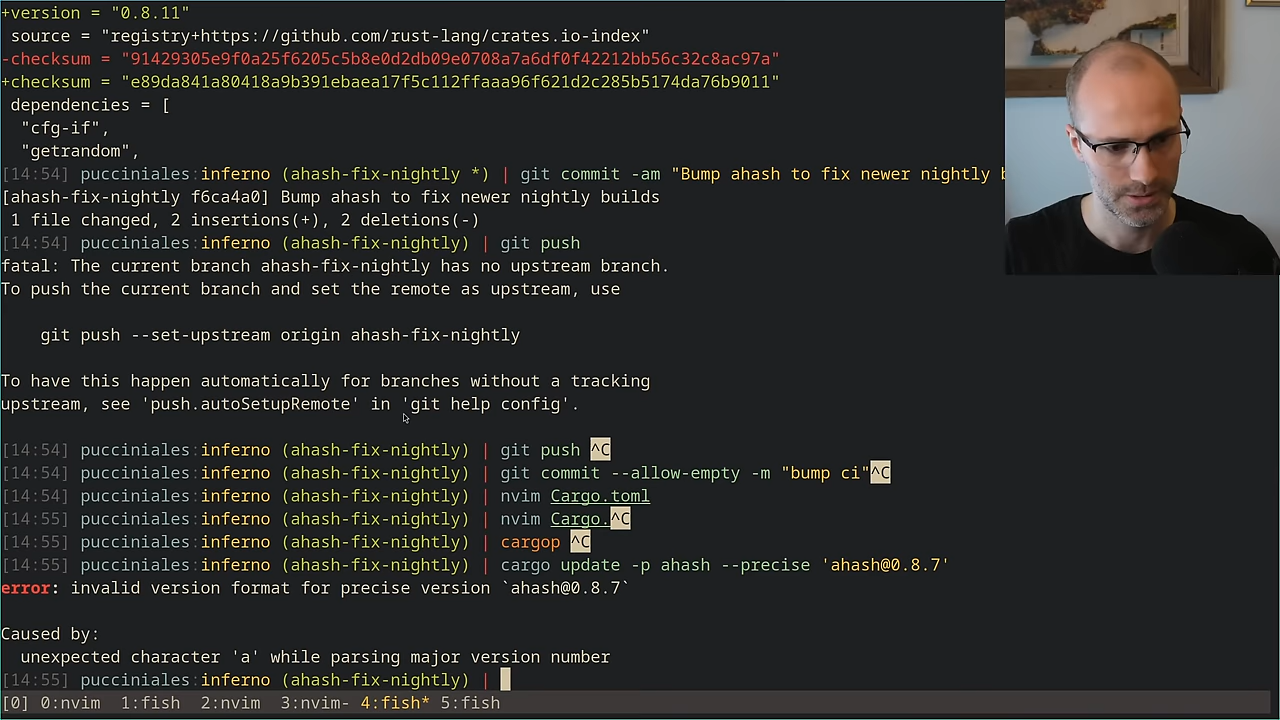 +version = "0.8.11"
source = "registry+https://github.com/rust-lang/crates.io-index"
-checksum = "91429305e9f0a25f6205c5b8e0d2db09e0708a7a6df0f42212bb56c32c8ac97a"
+checksum = "e89da841a80418a9b391ebaea17f5c112ffaaa96f621d2c285b5174da76b9011"
dependencies = [
"cfg-if",
"getrandom",
[14:54] pucciniales:inferno (ahash-fix-nightly *) | git commit -am "Bump ahash to fix newer nightly b
[ahash-fix-nightly f6ca4a0] Bump ahash to fix newer nightly builds
1 file changed, 2 insertions(+), 2 deletions(-)
[14:54] pucciniales:inferno (ahash-fix-nightly) | git push
fatal: The current branch ahash-fix-nightly has no upstream branch.
To push the current branch and set the remote as upstream, use
git push --set-upstream origin ahash-fix-nightly
To have this happen automatically for branches without a tracking
upstream, see 'push.autoSetupRemote' in 'git help config'.
[14:54] pucciniales:inferno (ahash-fix-nightly) | git push ^C
[14:54] pucciniales:inferno (ahash-fix-nightly) | git commit --allow-empty -m "bump ci"^C
[14:54] pucciniales:inferno (ahash-fix-nightly) | nvim Cargo.toml
[14:55] pucciniales:inferno (ahash-fix-nightly) | nvim Cargo.^C
[14:55] pucciniales:inferno (ahash-fix-nightly) | cargop ^C
[14:55] pucciniales:inferno (ahash-fix-nightly) | cargo update -p ahash --precise 'ahash@0.8.7'
error: invalid version format for precise version `ahash@0.8.7`
Caused by:
unexpected character 'a' while parsing major version number
[14:55] pucciniales:inferno (ahash-fix-nightly) |
[0] 0:nvim 1:fish 2:nvim 3:nvim- 4:fish* 5:fish